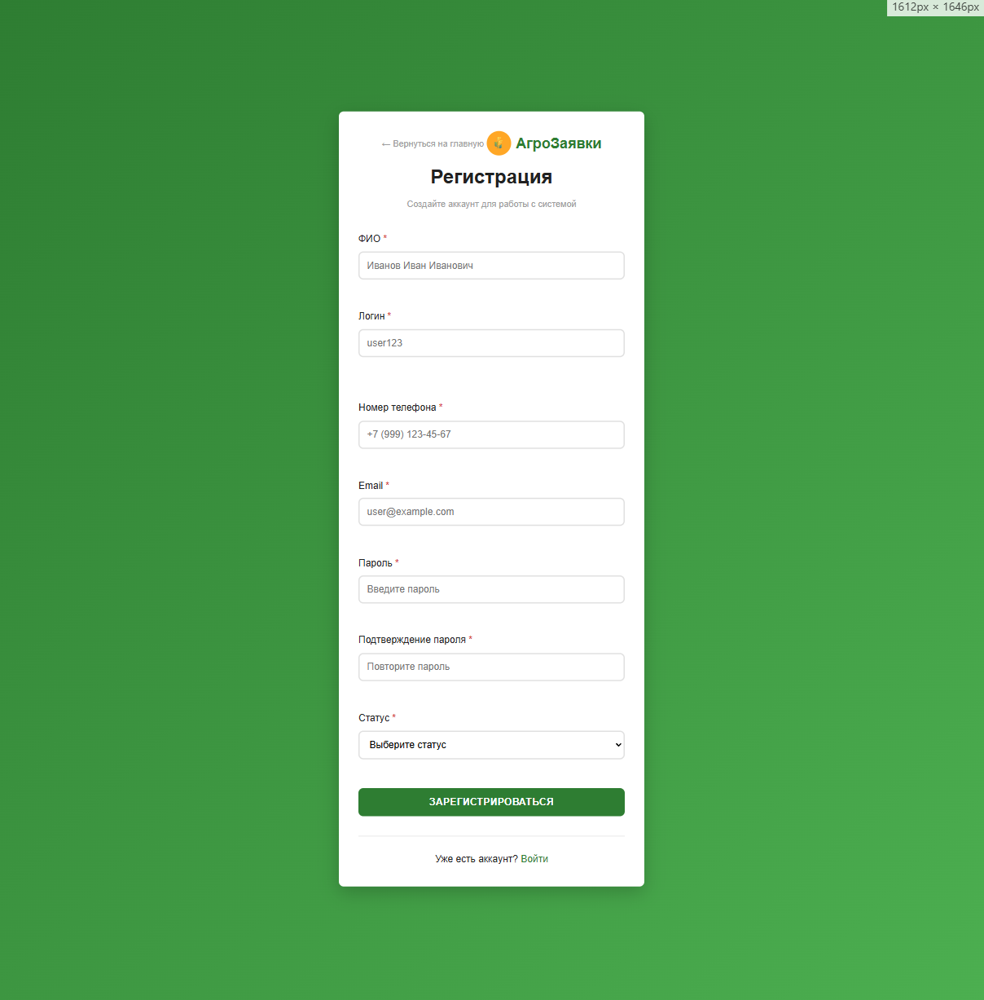 1612px × 1646px
← Вернуться на главную АгроЗаявки
Регистрация
Создайте аккаунт для работы с системой
ФИО *
Иванов Иван Иванович
Логин *
user123
Номер телефона *
+7 (999) 123-45-67
Email *
user@example.com
Пароль *
Введите пароль
Подтверждение пароля *
Повторите пароль
Статус *
Выберите статус
ЗАРЕГИСТРИРОВАТЬСЯ
Уже есть аккаунт? Войти